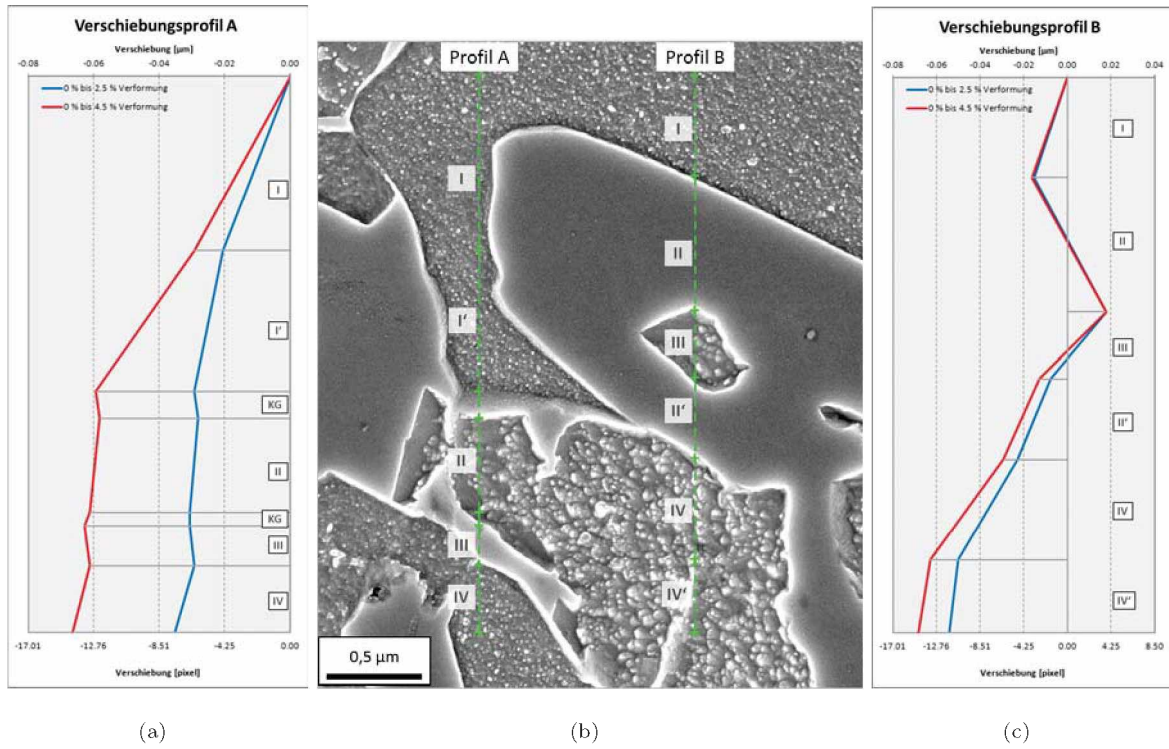 Verschiebungsprofil A
Verschiebung [µm]
-0.08 -0.06 -0.04 -0.02 0.00
0 % bis 2.5 % Verformung
0 % bis 4.5 % Verformung
I
I'
KG
II
KG
III
IV
-17.01 -12.76 -8.51 -4.25 0.00
Verschiebung [pixel]
(a)
Profil A Profil B
I
I
II
I'
III
II'
II
IV
III
IV
IV'
0,5 µm
(b)
Verschiebungsprofil B
Verschiebung [µm]
-0.08 -0.06 -0.04 -0.02 0.00 0.02 0.04
0 % bis 2.5 % Verformung
0 % bis 4.5 % Verformung
I
II
III
II'
IV
IV'
-17.01 -12.76 -8.51 -4.25 0.00 4.25 8.50
Verschiebung [pixel]
(c)